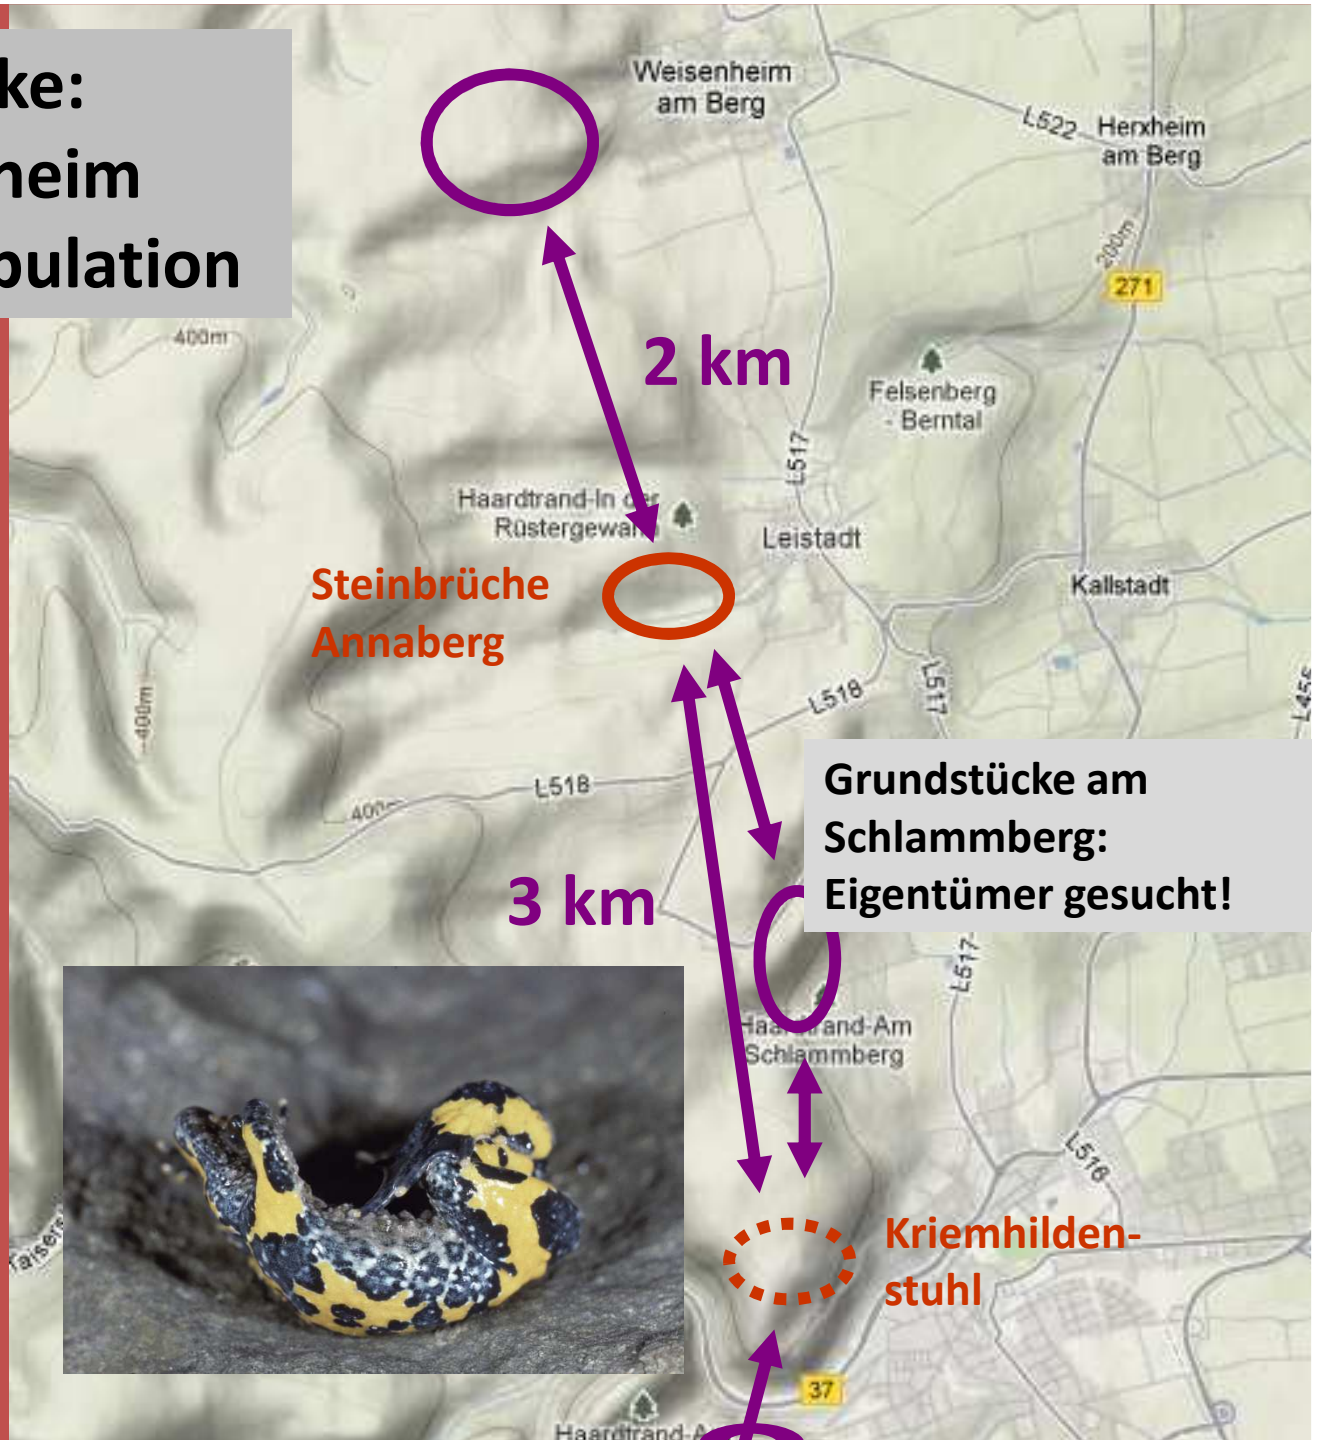 ke:
heim
pulation
Weisenheim
am Berg
L522
Herxheim
am Berg
200m
271
400m
2 km
Felsenberg
- Berntal
L517
Haardtrand-In der
Rüstergewann
Leistadt
Steinbrüche
Annaberg
Kallstadt
400m
L518
L517
L455
L518
400m
Grundstücke am
Schlammberg:
Eigentümer gesucht!
3 km
L517
Haardtrand-Am
Schlammberg
L516
Kriemhilden-
stuhl
37
Haardtrand-A